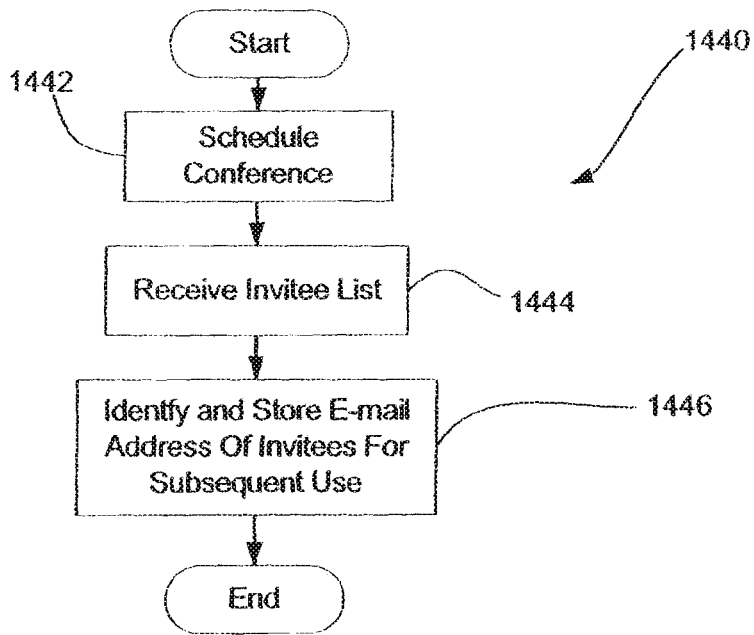 Start
1440
1442
Schedule
Conference
Receive Invitee List
1444
Identfy and Store E-mail
Address Of Invitees For
Subsequent Use
1446
End